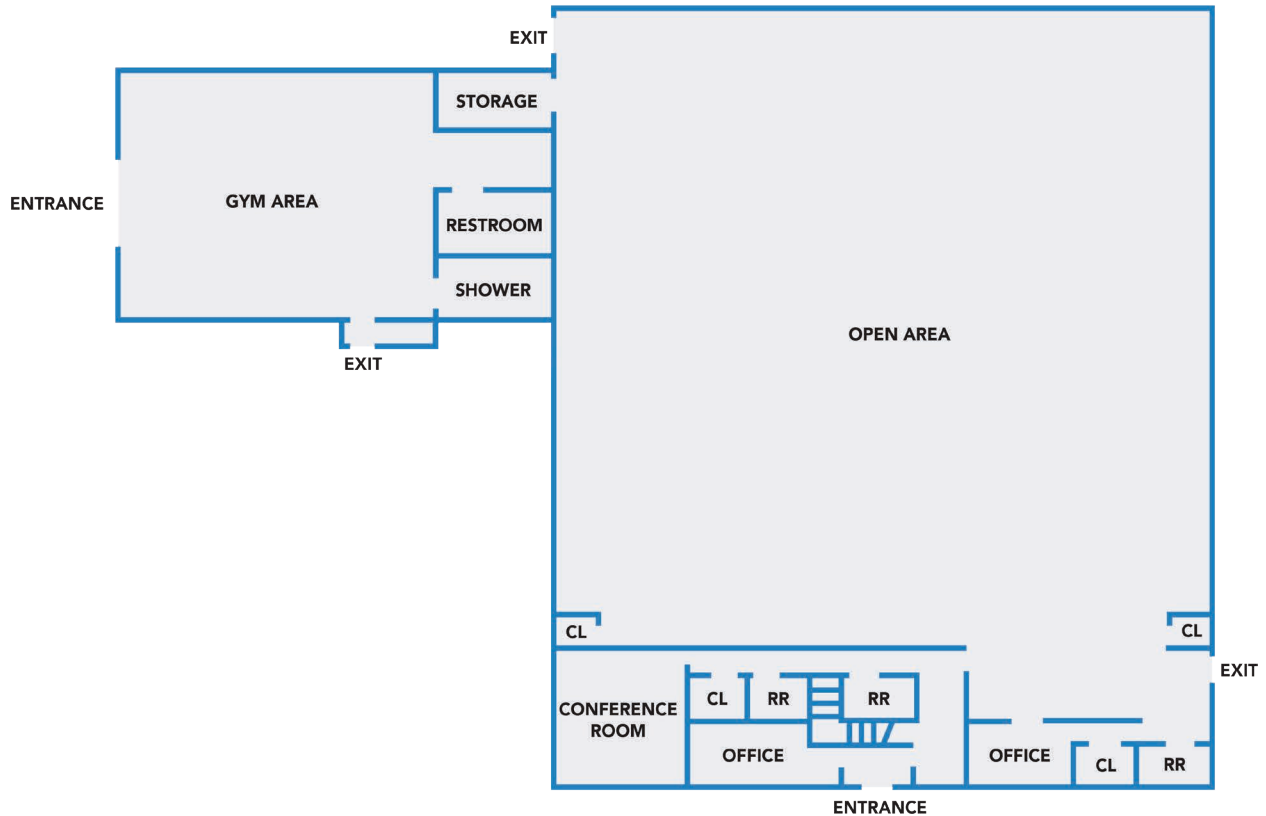 EXIT
STORAGE
ENTRANCE
GYM AREA
RESTROOM
SHOWER
OPEN AREA
EXIT
CL
CL
EXIT
CONFERENCE
ROOM
CL
RR
RR
OFFICE
OFFICE
CL
RR
ENTRANCE